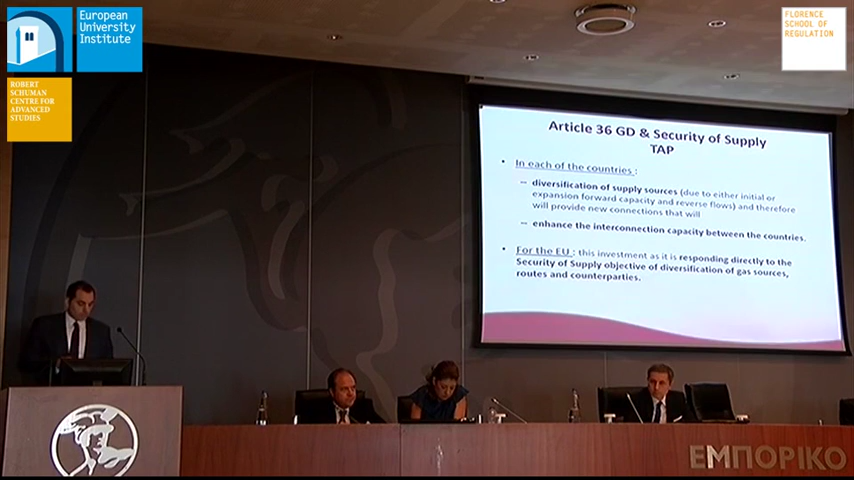 European
University
Institute
ROBERT
SCHUMAN
CENTRE FOR
ADVANCED
STUDIES
FLORENCE
SCHOOL OF
REGULATION
Article 36 GD & Security of Supply
TAP
• In each of the countries :
– diversification of supply sources (due to either initial or
expansion forward capacity and reverse flows) and therefore
will provide new connections that will
– enhance the interconnection capacity between the countries.
• For the EU : this investment as it is responding directly to the
Security of Supply objective of diversification of gas sources,
routes and counterparties.
ΕΜΠΟΡΙΚΟ